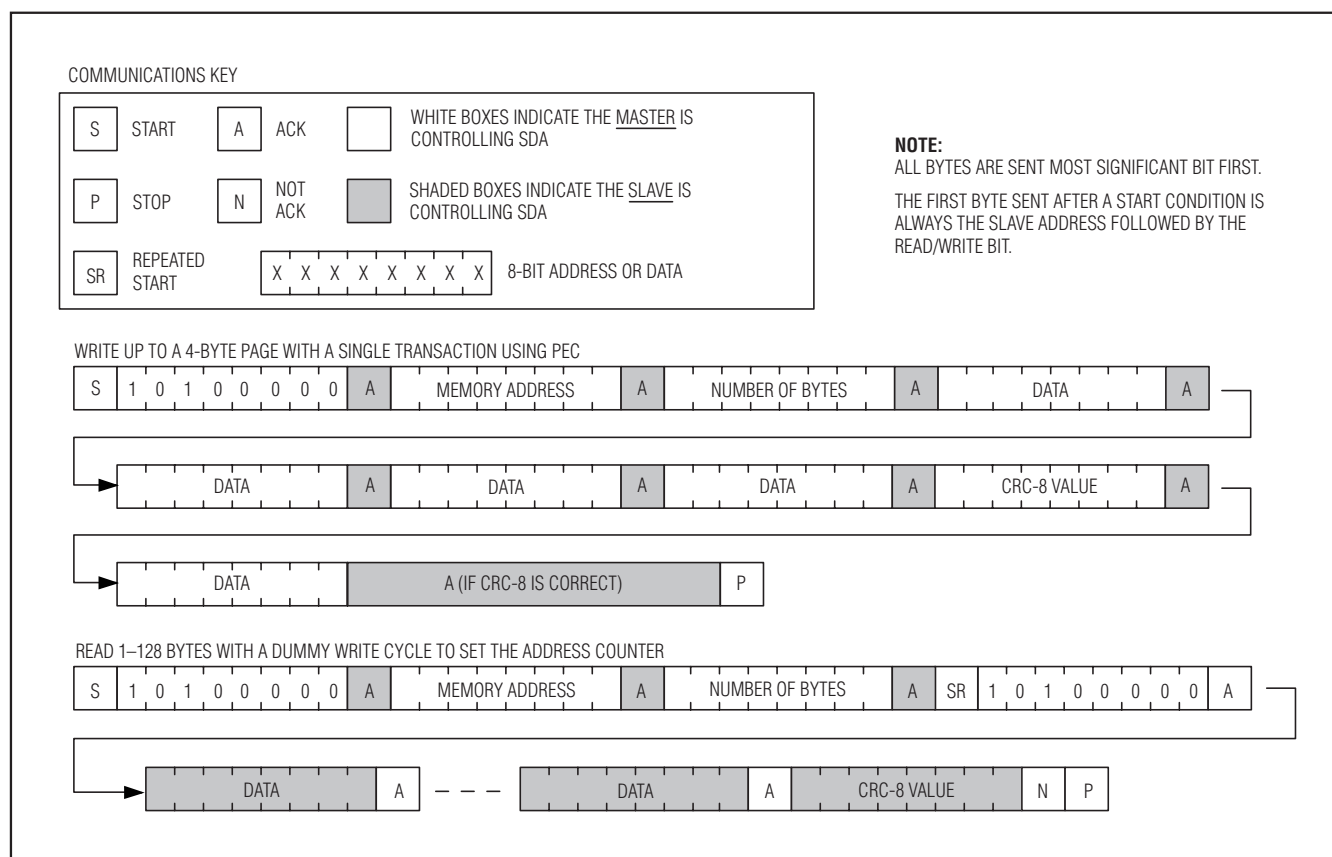 COMMUNICATIONS KEY
S START A ACK WHITE BOXES INDICATE THE MASTER IS
CONTROLLING SDA
P STOP N NOT
ACK SHADED BOXES INDICATE THE SLAVE IS
CONTROLLING SDA
SR REPEATED
START X X X X X X X X 8-BIT ADDRESS OR DATA
NOTE:
ALL BYTES ARE SENT MOST SIGNIFICANT BIT FIRST.
THE FIRST BYTE SENT AFTER A START CONDITION IS
ALWAYS THE SLAVE ADDRESS FOLLOWED BY THE
READ/WRITE BIT.
WRITE UP TO A 4-BYTE PAGE WITH A SINGLE TRANSACTION USING PEC
S 1 0 1 0 0 0 0 0 A MEMORY ADDRESS A NUMBER OF BYTES A DATA A
DATA A DATA A DATA A CRC-8 VALUE A
DATA A (IF CRC-8 IS CORRECT) P
READ 1–128 BYTES WITH A DUMMY WRITE CYCLE TO SET THE ADDRESS COUNTER
S 1 0 1 0 0 0 0 0 A MEMORY ADDRESS A NUMBER OF BYTES A SR 1 0 1 0 0 0 0 0 A
DATA A DATA A CRC-8 VALUE N P